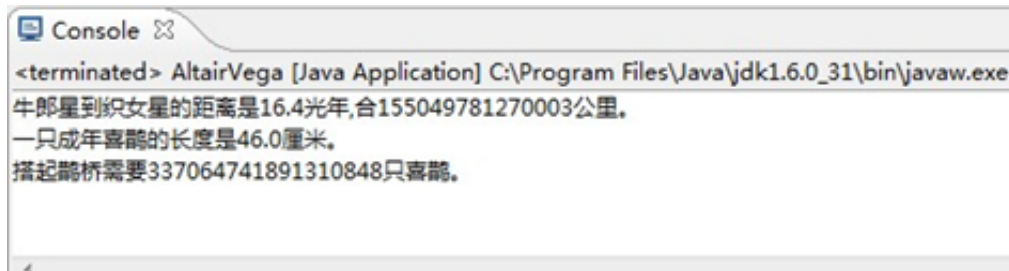 Console
<terminated> AltairVega [Java Application] C:\Program Files\Java\jdk1.6.0_31\bin\javaw.exe
牛郎星到织女星的距离是16.4光年,合155049781270003公里。
一只成年喜鹊的长度是46.0厘米。
搭起鹊桥需要337064741891310848只喜鹊。